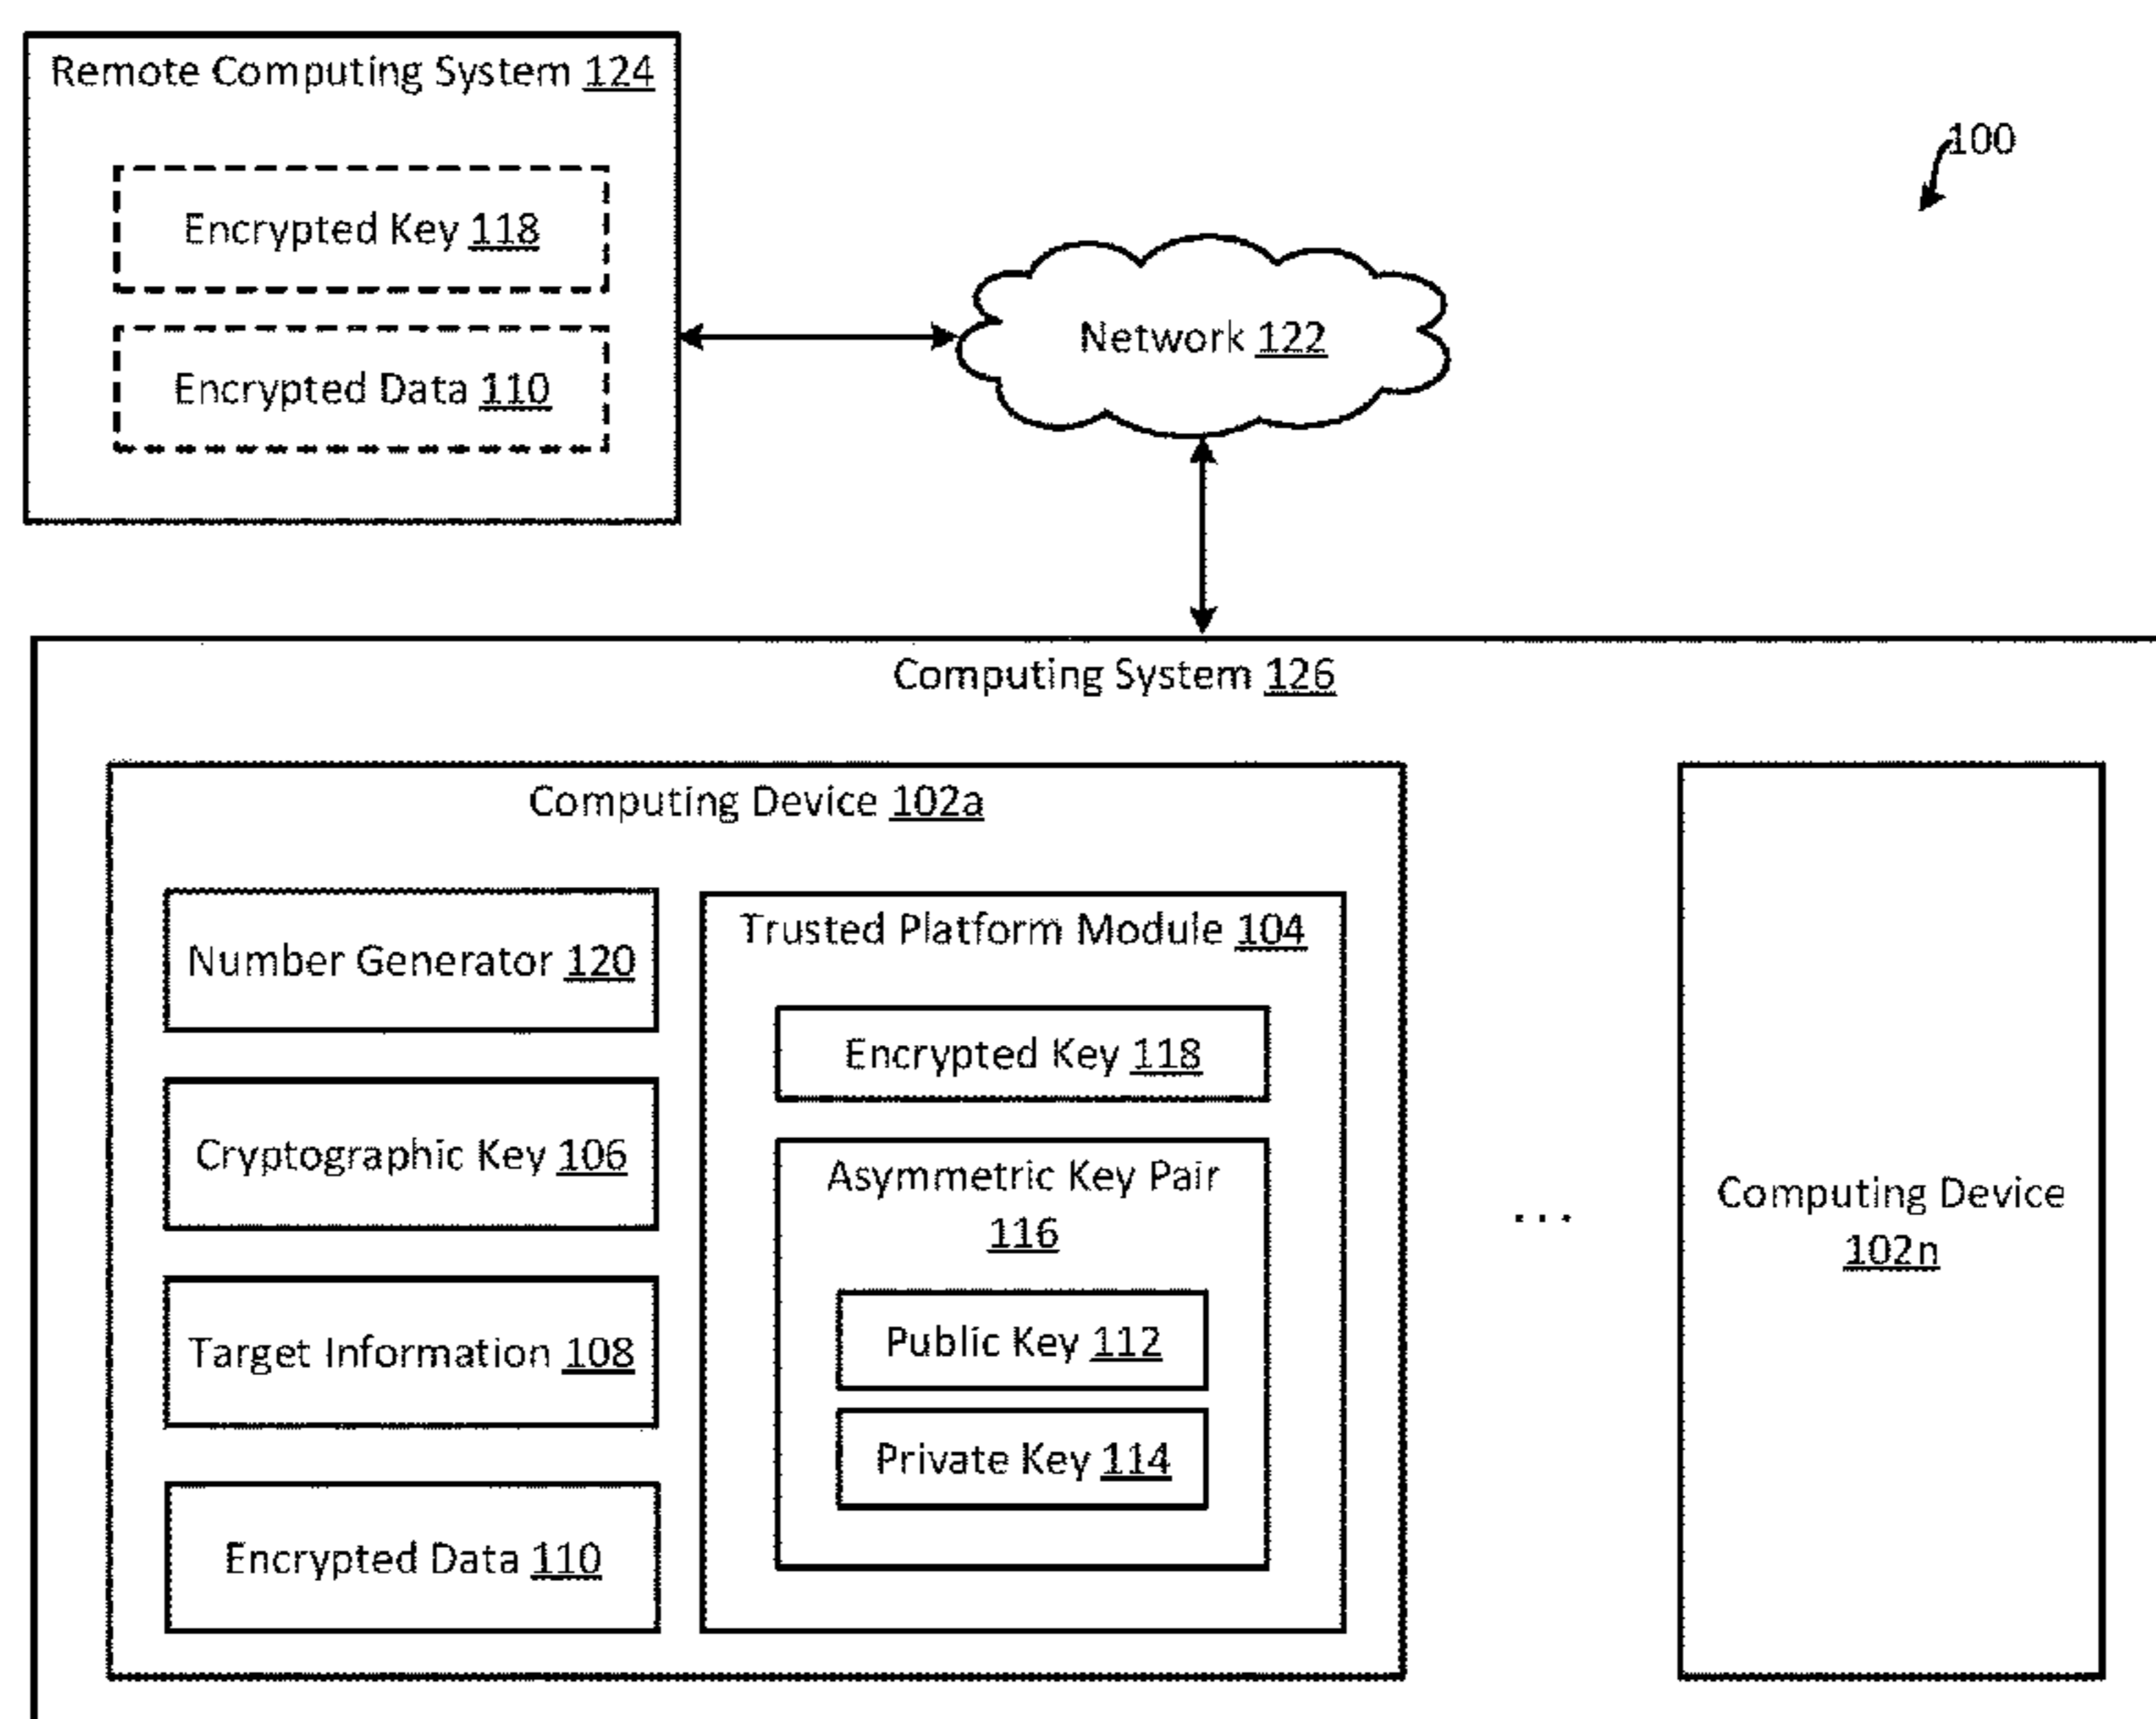 Remote Computing System 124
Encrypted Key 118
Encrypted Data 110
100
Network 122
Computing System 126
Computing Device 102a
Number Generator 120
Cryptographic Key 106
Target Information 108
Encrypted Data 110
Trusted Platform Module 104
Encrypted Key 118
Asymmetric Key Pair
116
Public Key 112
Private Key 114
...
Computing Device
102n